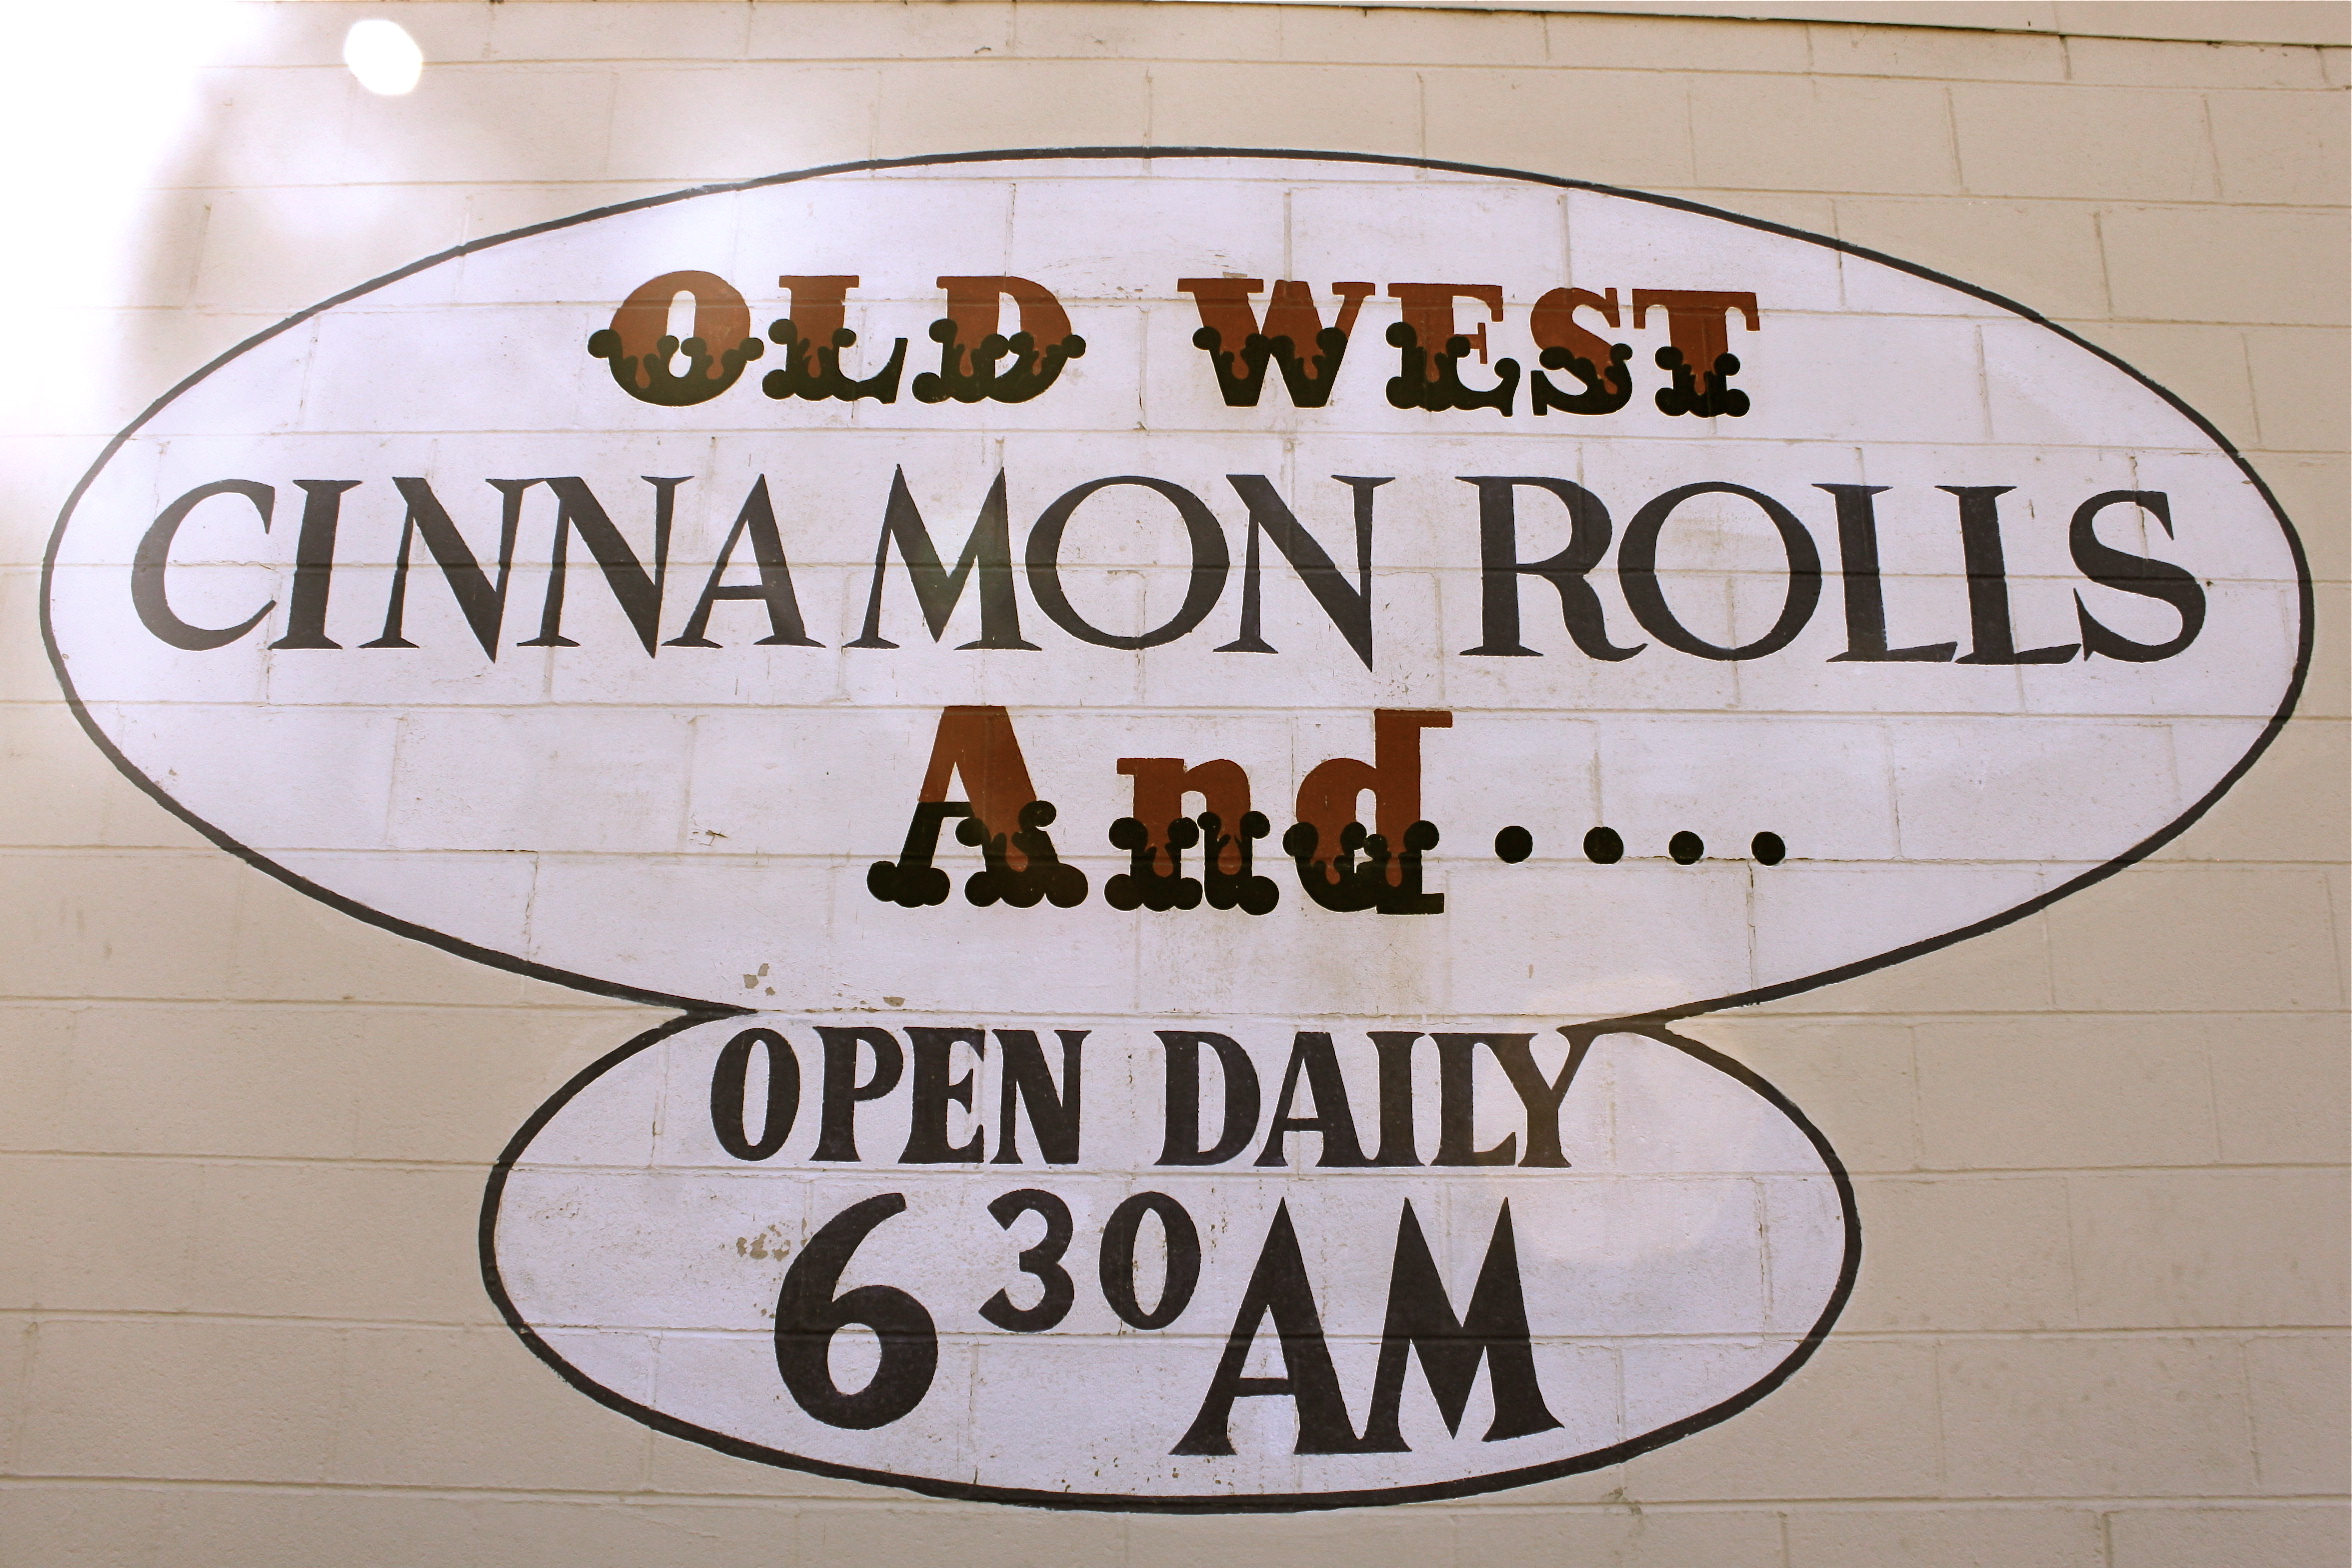 OLD WEST
CINNAMON ROLLS
And....
OPEN DAILY
6 30 AM